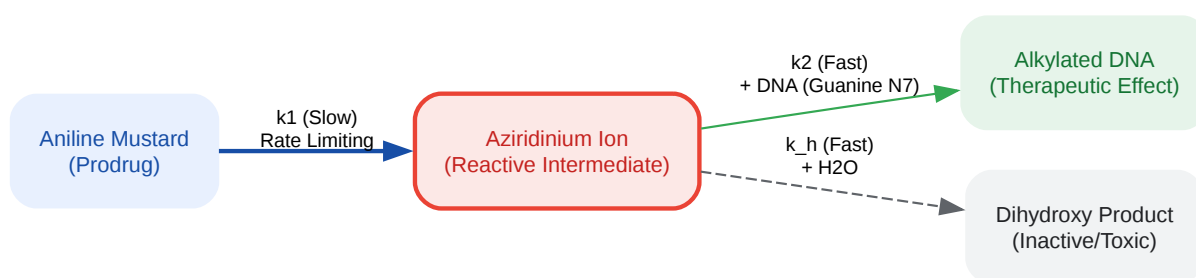 Aniline Mustard
(Prodrug)
k1 (Slow)
Rate Limiting
Aziridinium Ion
(Reactive Intermediate)
k2 (Fast)
+ DNA (Guanine N7)
k_h (Fast)
+ H2O
Alkylated DNA
(Therapeutic Effect)
Dihydroxy Product
(Inactive/Toxic)